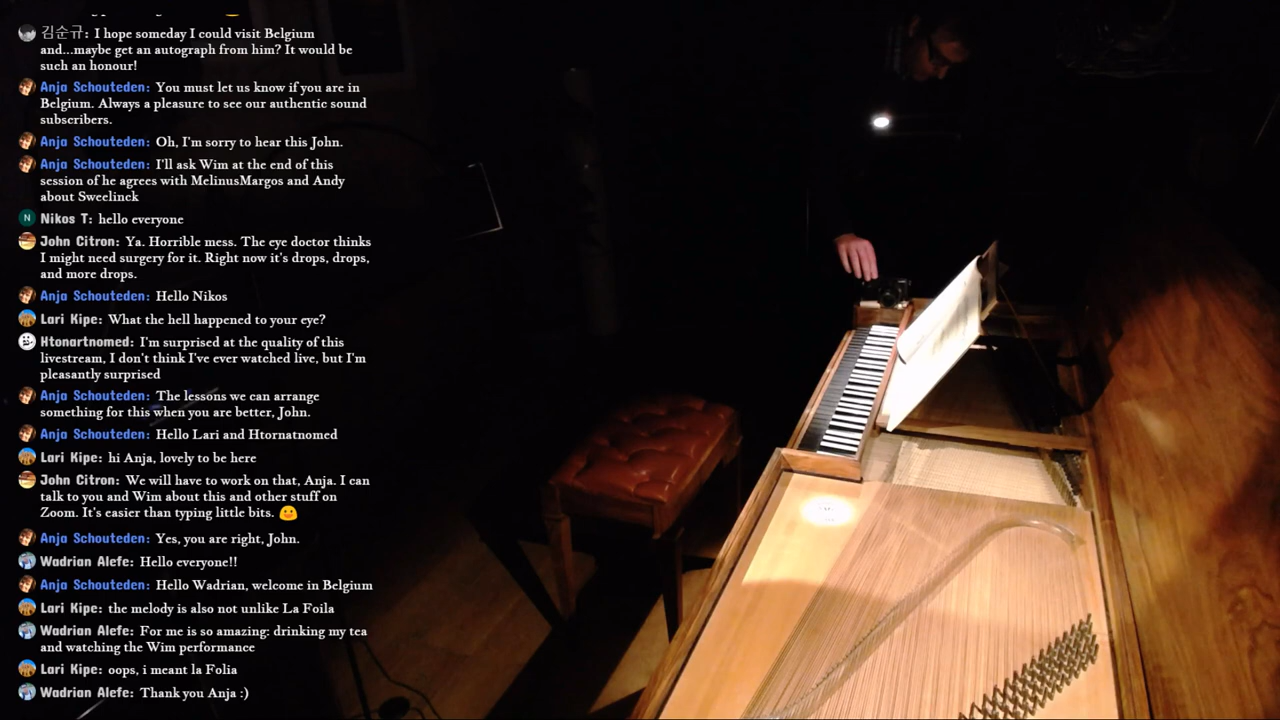 김순규: I hope someday I could visit Belgium
and...maybe get an autograph from him? It would be
such an honour!
Anja Schouteden: You must let us know if you are in
Belgium. Always a pleasure to see our authentic sound
subscribers.
Anja Schouteden: Oh, I'm sorry to hear this John.
Anja Schouteden: I'll ask Wim at the end of this
session of he agrees with MelinusMargos and Andy
about Sweelinck
N Nikos T: hello everyone
John Citron: Ya. Horrible mess. The eye doctor thinks
I might need surgery for it. Right now it's drops, drops,
and more drops.
Anja Schouteden: Hello Nikos
Lari Kipe: What the hell happened to your eye?
Htonartnomed: I'm surprised at the quality of this
livestream, I don't think I've ever watched live, but I'm
pleasantly surprised
Anja Schouteden: The lessons we can arrange
something for this when you are better, John.
Anja Schouteden: Hello Lari and Htornatnomed
Lari Kipe: hi Anja, lovely to be here
John Citron: We will have to work on that, Anja. I can
talk to you and Wim about this and other stuff on
Zoom. It's easier than typing little bits. 🙂
Anja Schouteden: Yes, you are right, John.
Wadrian Alefe: Hello everyone!!
Anja Schouteden: Hello Wadrian, welcome in Belgium
Lari Kipe: the melody is also not unlike La Foila
Wadrian Alefe: For me is so amazing: drinking my tea
and watching the Wim performance
Lari Kipe: oops, i meant la Folia
Wadrian Alefe: Thank you Anja :)